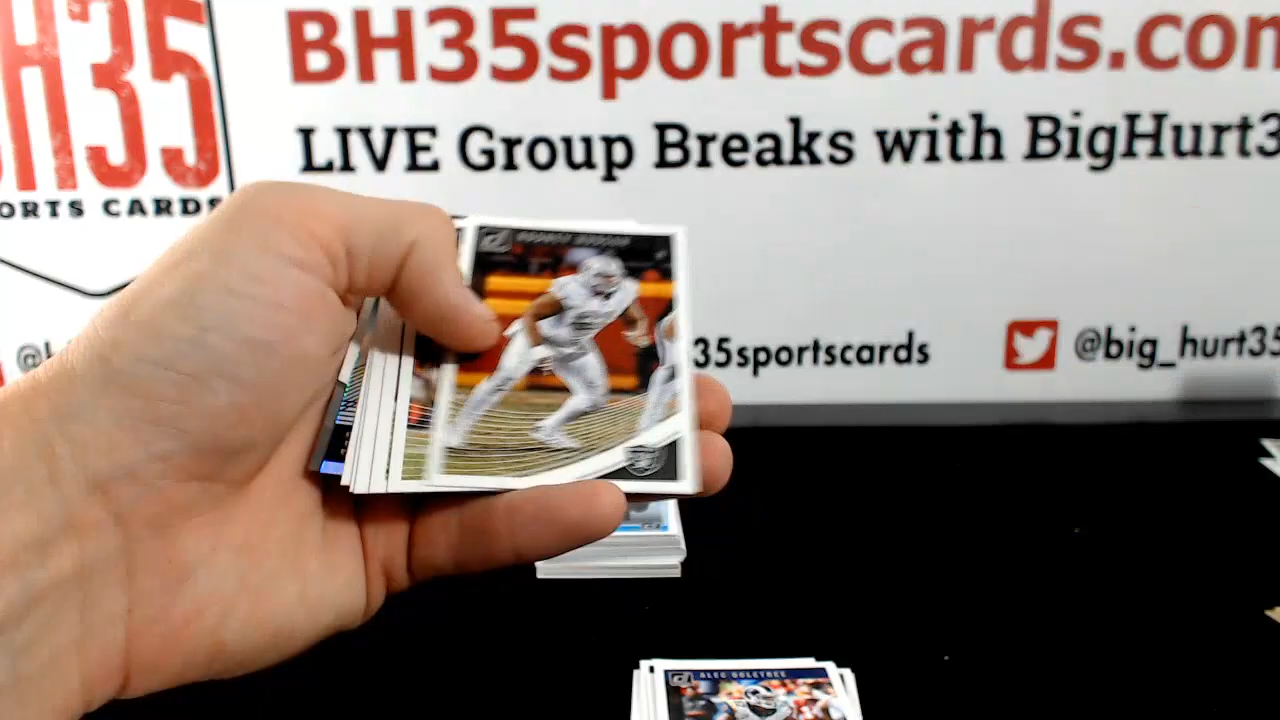 H35
ORTS CARDS
BH35sportscards.com
LIVE Group Breaks with BigHurt3
@b
35sportscards
@big_hurt35
ALEC OGLETREE